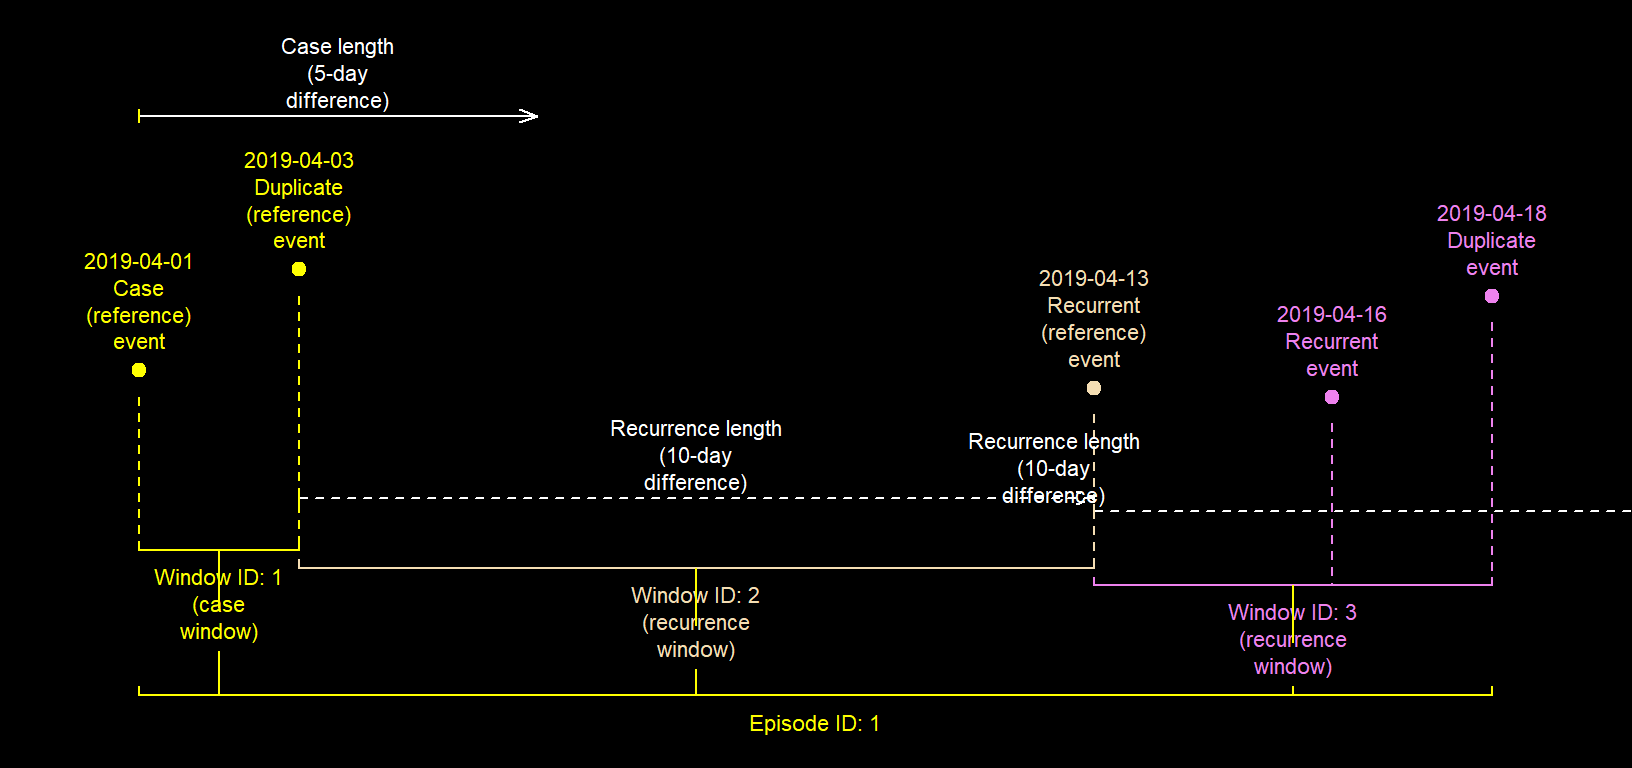 Case length
(5-day
difference)
2019-04-03
Duplicate
(reference)
event
2019-04-01
Case
(reference)
event
2019-04-18
Duplicate
event
2019-04-13
Recurrent
(reference)
event
2019-04-16
Recurrent
event
Recurrence length
(10-day
difference)
Recurrence length
(10-day
difference)
Window ID: 1
(case
window)
Window ID: 2
(recurrence
window)
Window ID: 3
(recurrence
window)
Episode ID: 1